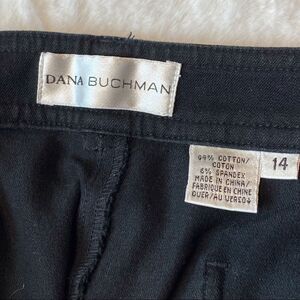 DANA BUCHMAN
94% COTTON/
COTON
6% SPANDEX
MADE IN CHINA/
FABRIQUE EN CHINE
OVER/AU VERSO↓
14